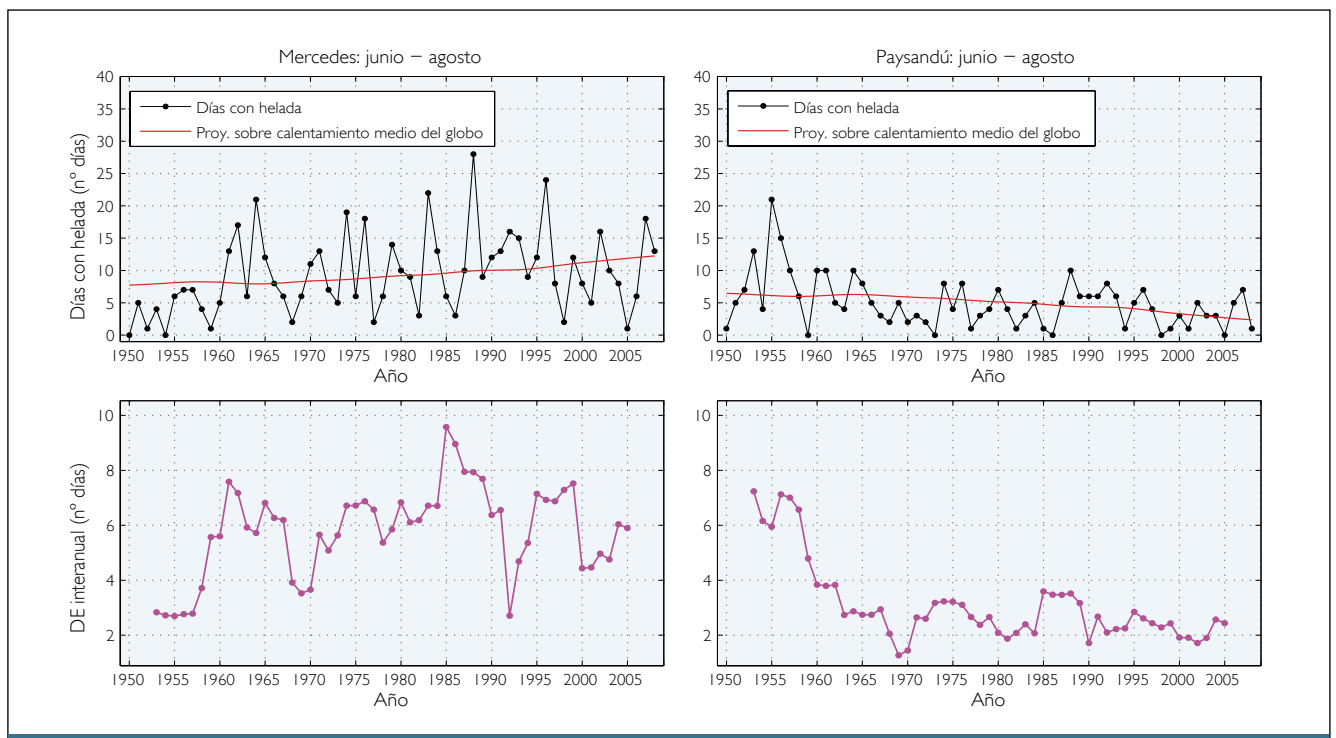 Mercedes: junio − agosto
40
35
30
25
20
15
10
5
0
Días con helada (nº días)
Días con helada
Proy. sobre calentamiento medio del globo
1950 1955 1960 1965 1970 1975 1980 1985 1990 1995 2000 2005
Año
Paysandú: junio − agosto
40
35
30
25
20
15
10
5
0
Días con helada
Proy. sobre calentamiento medio del globo
1950 1955 1960 1965 1970 1975 1980 1985 1990 1995 2000 2005
Año
10
8
6
4
2
DE interanual (nº días)
1950 1955 1960 1965 1970 1975 1980 1985 1990 1995 2000 2005
Año
10
8
6
4
2
1950 1955 1960 1965 1970 1975 1980 1985 1990 1995 2000 2005
Año